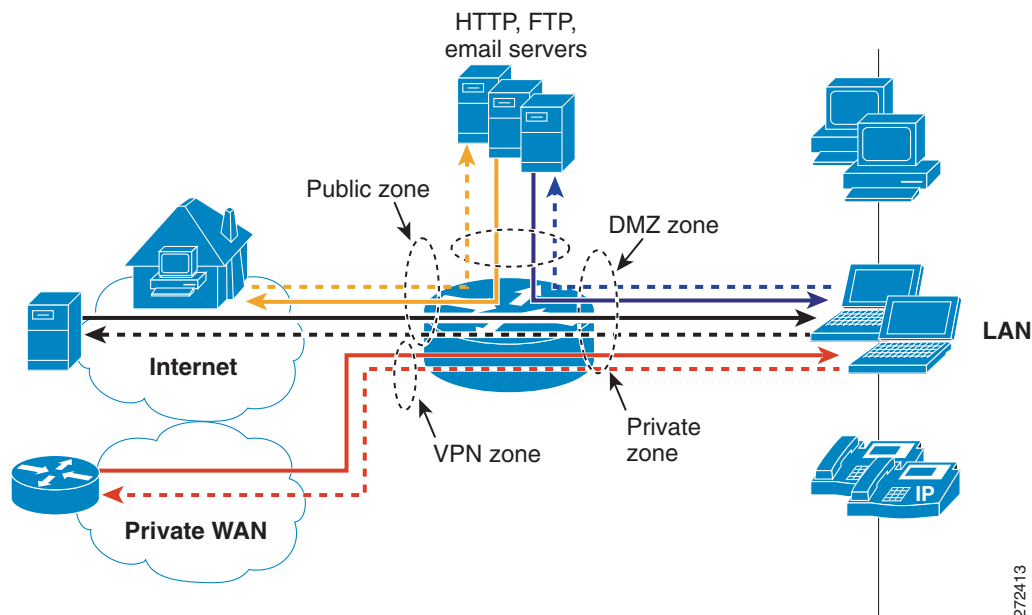 HTTP, FTP,
email servers
Public zone
DMZ zone
Internet
LAN
VPN zone
Private
zone
IP
Private WAN
272413